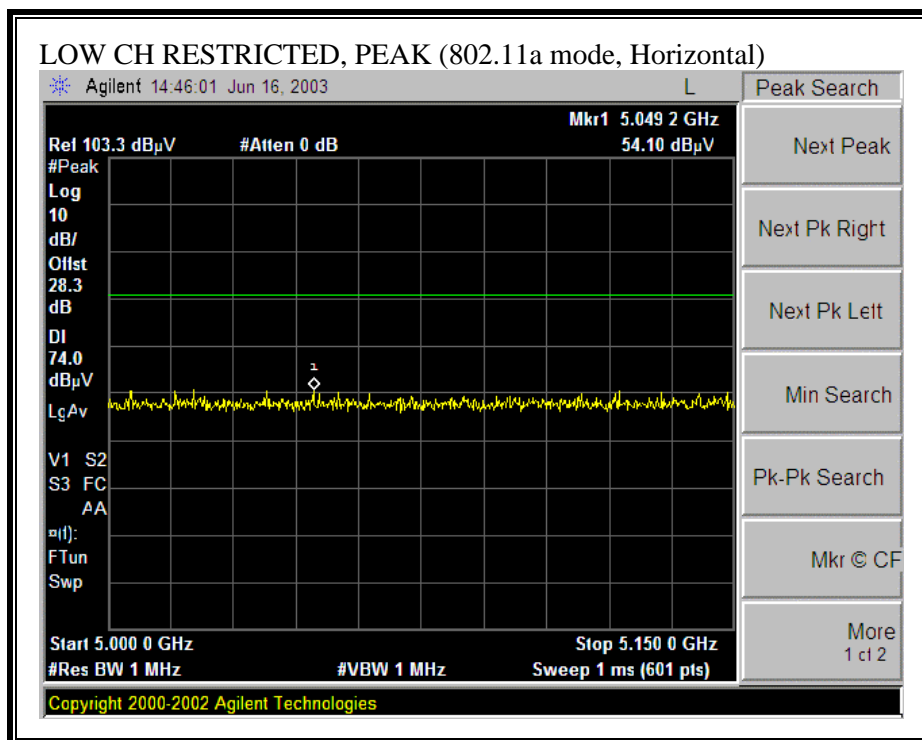 LOW CH RESTRICTED, PEAK (802.11a mode, Horizontal)
Agilent 14:46:01 Jun 16, 2003 L
Peak Search
Mkr1 5.049 2 GHz
Ref 103.3 dBµV #Atten 0 dB 54.10 dBµV
#Peak
Log
10
dB/
Offst
28.3
dB
DI
74.0
dBµV
LgAv
1
V1 S2
S3 FC
AA
¤(f):
FTun
Swp
Start 5.000 0 GHz Stop 5.150 0 GHz
#Res BW 1 MHz #VBW 1 MHz Sweep 1 ms (601 pts)
Next Peak
Next Pk Right
Next Pk Left
Min Search
Pk-Pk Search
Mkr © CF
More
1 of 2
Copyright 2000-2002 Agilent Technologies